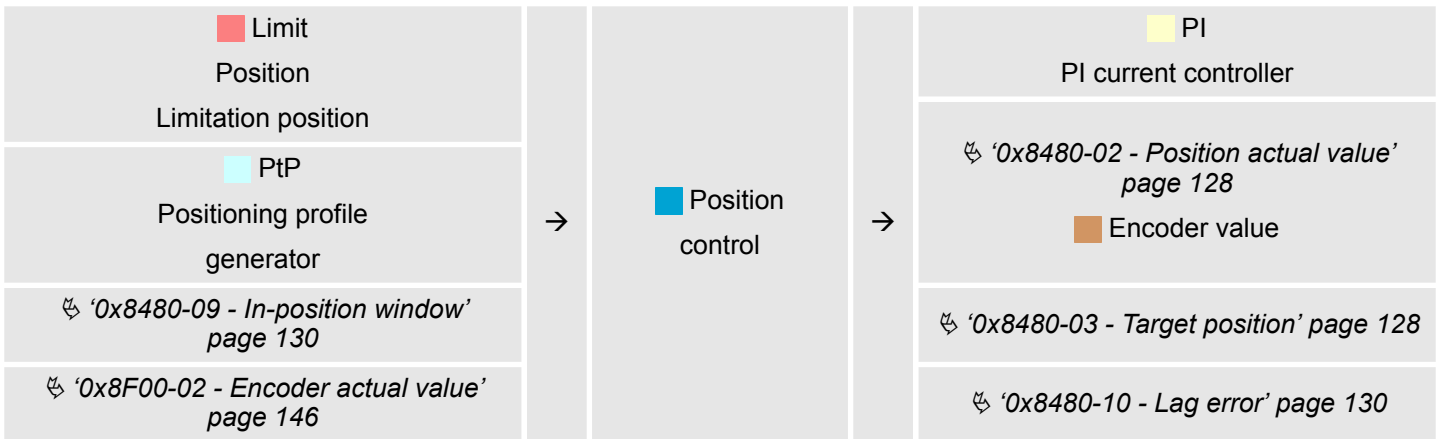 Limit
Position
Limitation position
PtP
Positioning profile
generator
↳ '0x8480-09 - In-position window'
page 130
↳ '0x8F00-02 - Encoder actual value'
page 146
→
Position
control
→
PI
PI current controller
↳ '0x8480-02 - Position actual value'
page 128
Encoder value
↳ '0x8480-03 - Target position' page 128
↳ '0x8480-10 - Lag error' page 130